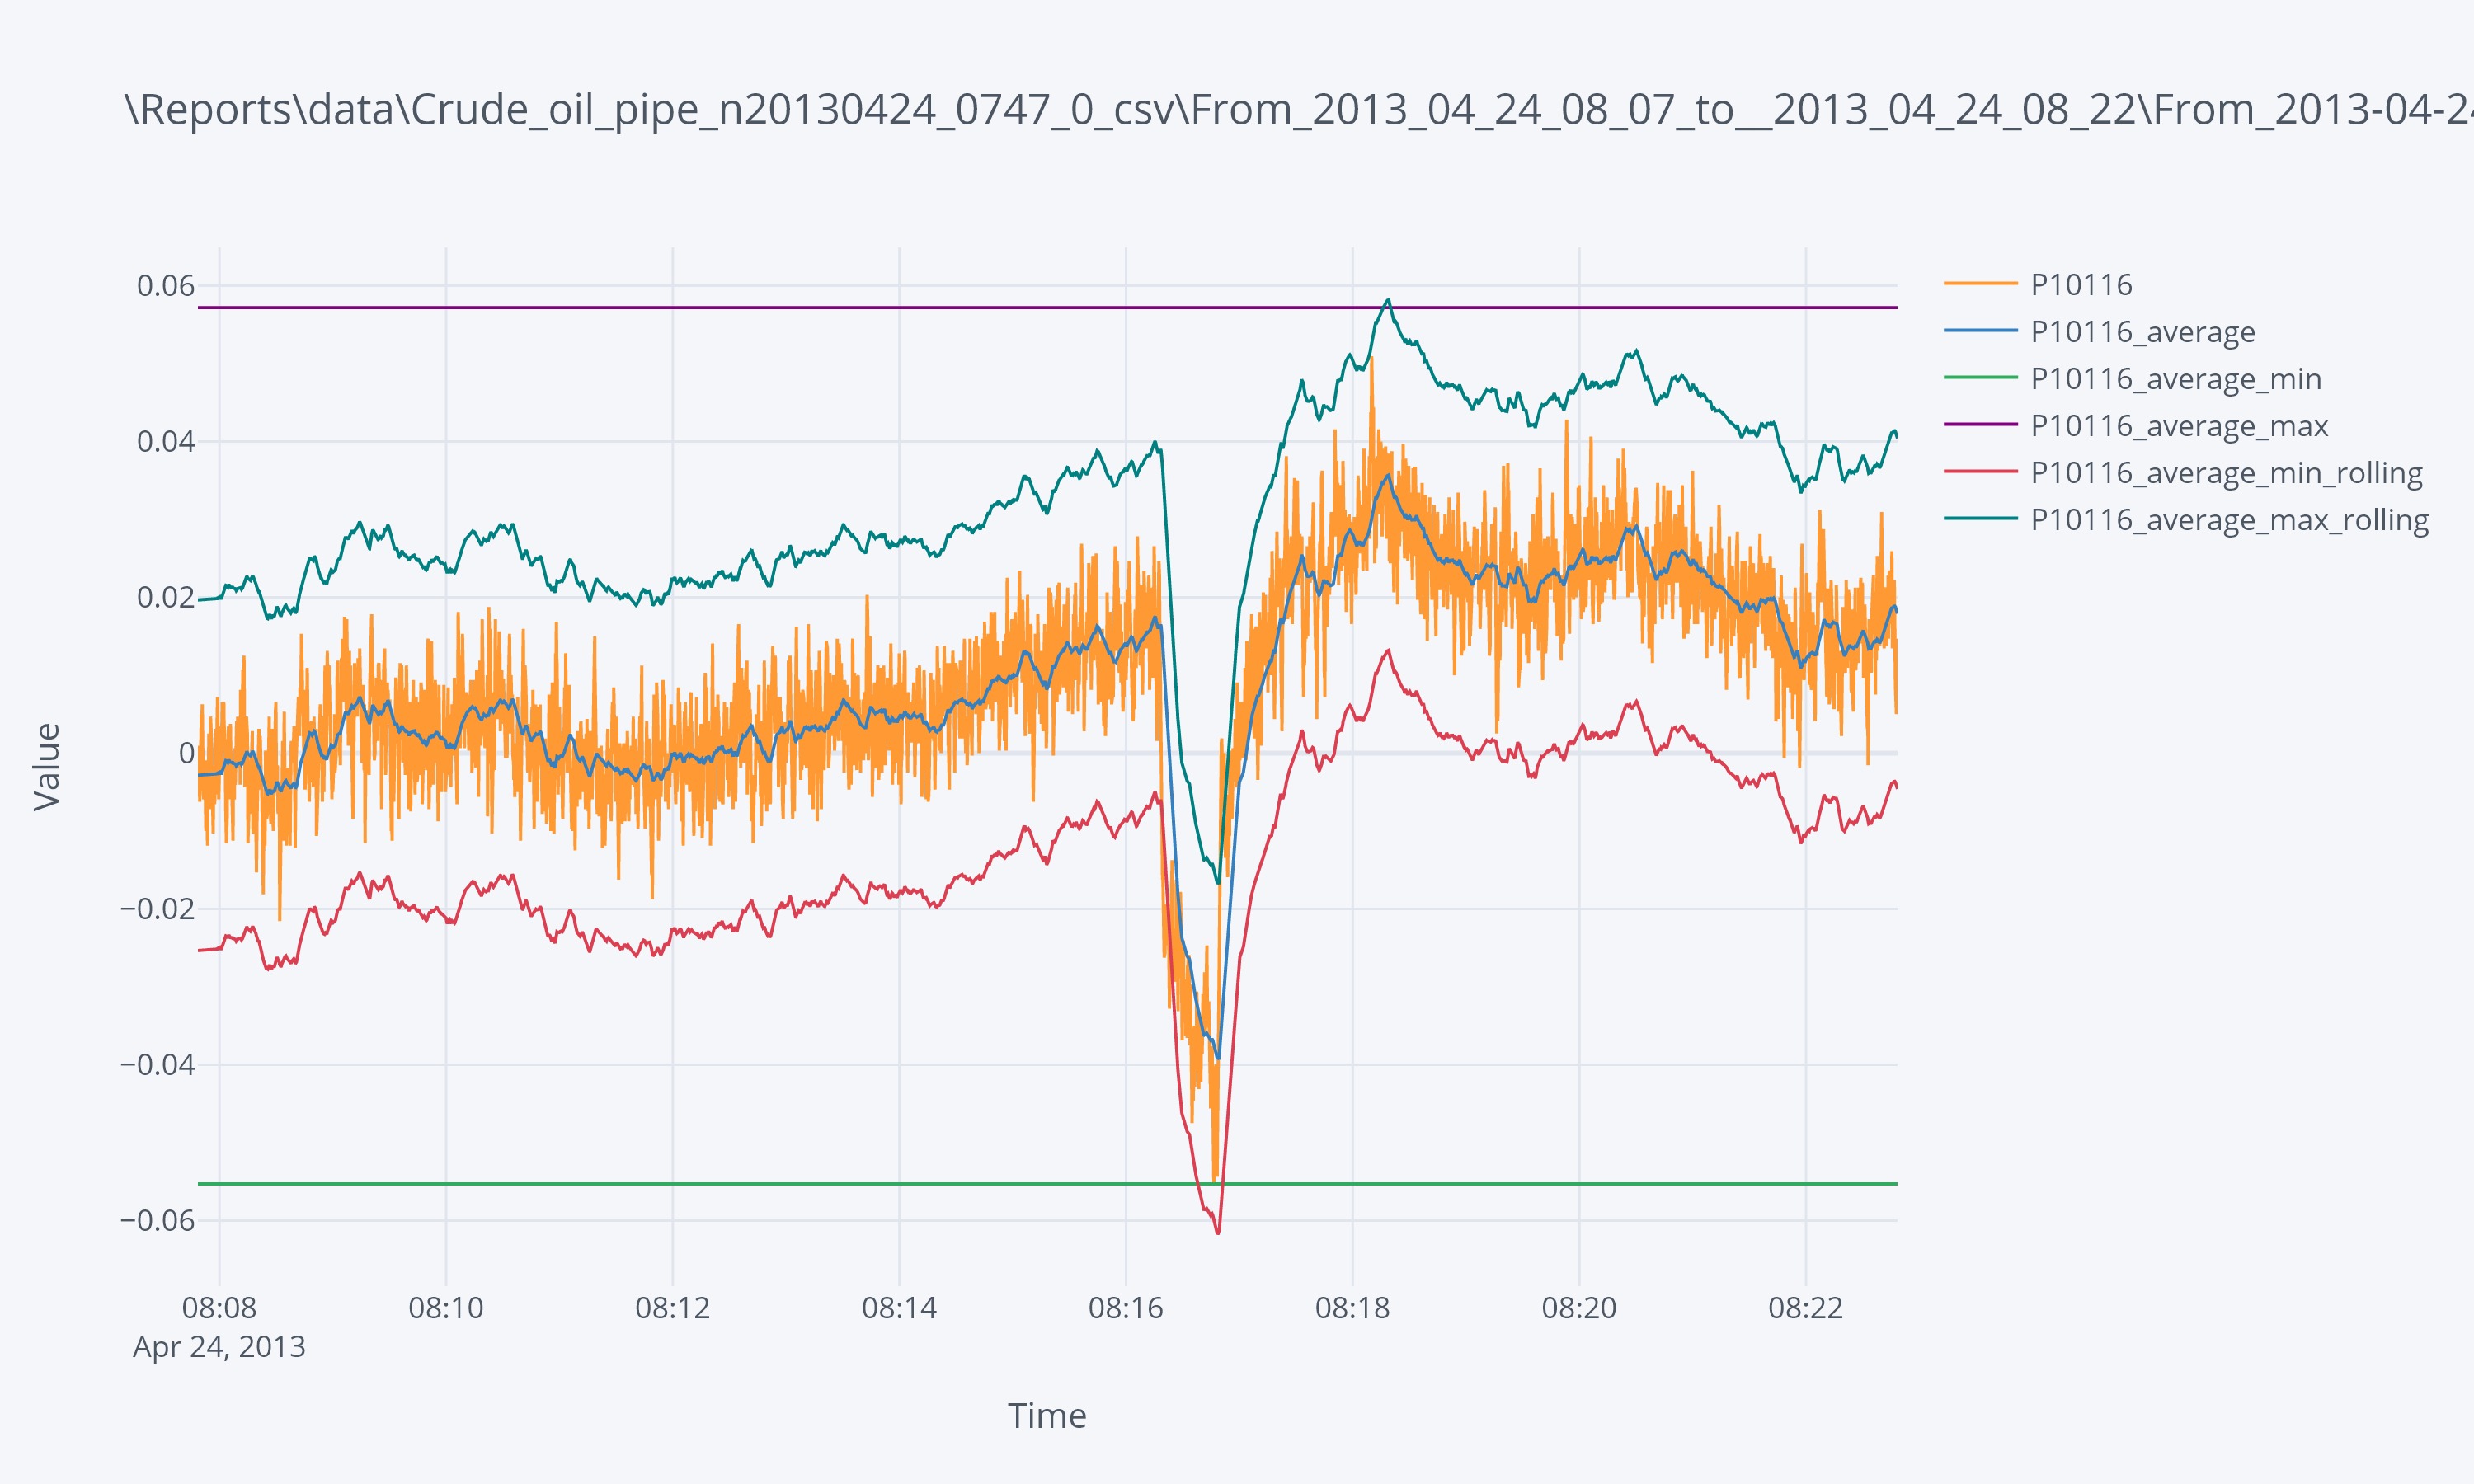 \Reports\data\Crude_oil_pipe_n20130424_0747_0_csv\From_2013_04_24_08_07_to__2013_04_24_08_22\From_2013-04-24
0.06
0.04
0.02
0
−0.02
−0.04
−0.06
Value
08:08 08:10 08:12 08:14 08:16 08:18 08:20 08:22
Apr 24, 2013
Time
P10116
P10116_average
P10116_average_min
P10116_average_max
P10116_average_min_rolling
P10116_average_max_rolling